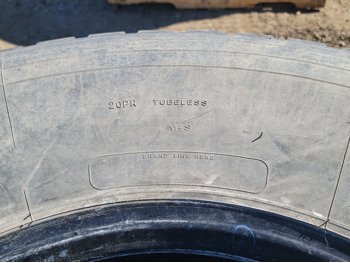 20PR TUBELESS
M+S
BRAND TIRE HERE